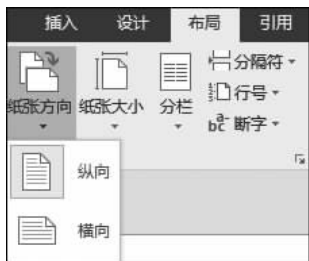 插入 设计 布局 引用
分隔符
纸张方向 纸张大小 分栏 行号
bc 断字
纵向
横向